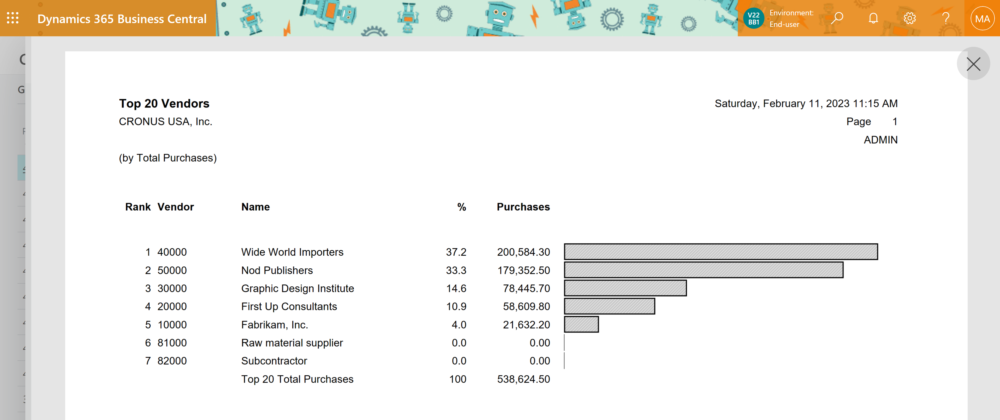 Dynamics 365 Business Central
V22
BB1
Environment:
End-user
?
MA
G
Top 20 Vendors
Saturday, February 11, 2023 11:15 AM
CRONUS USA, Inc.
Page 1
ADMIN
(by Total Purchases)
Rank Vendor Name % Purchases
1 40000 Wide World Importers 37.2 200,584.30
2 50000 Nod Publishers 33.3 179,352.50
3 30000 Graphic Design Institute 14.6 78,445.70
4 20000 First Up Consultants 10.9 58,609.80
5 10000 Fabrikam, Inc. 4.0 21,632.20
6 81000 Raw material supplier 0.0 0.00
7 82000 Subcontractor 0.0 0.00
Top 20 Total Purchases 100 538,624.50